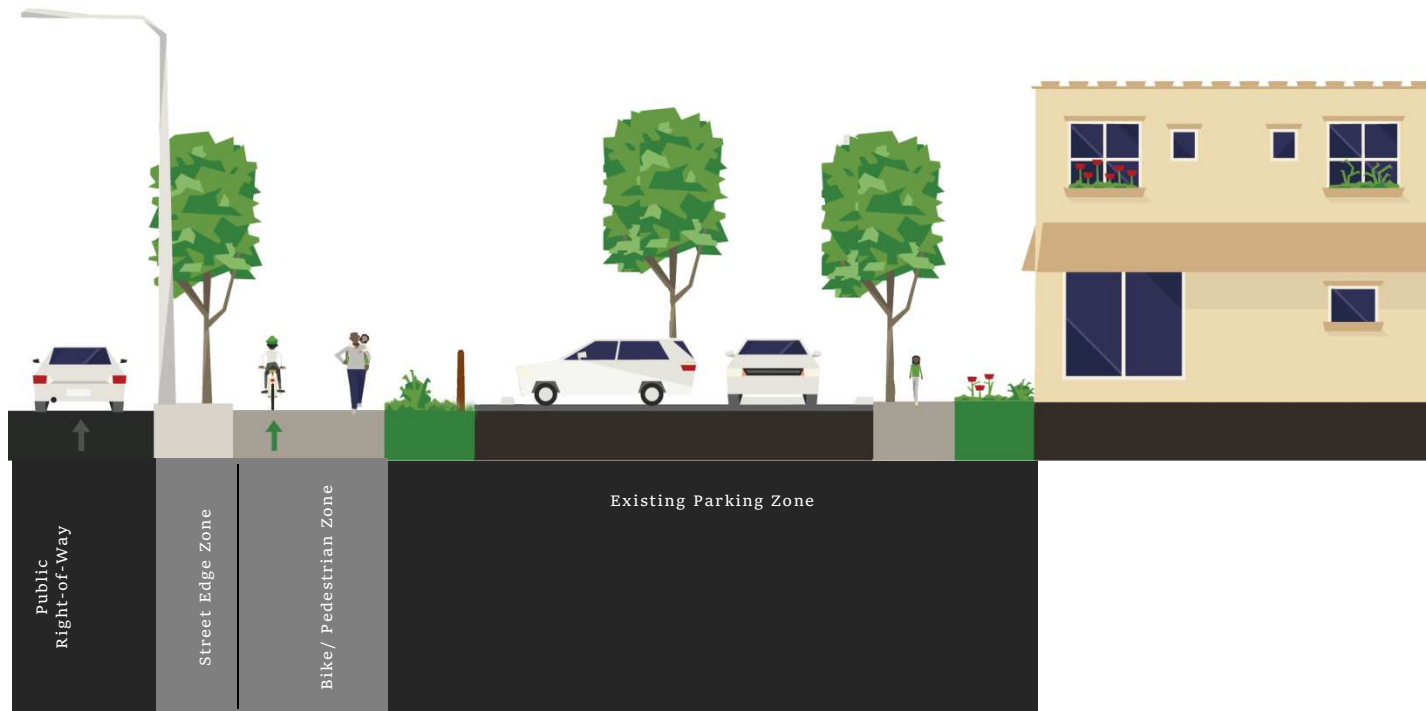 Public
Right-of-Way
Street Edge Zone
Bike/ Pedestrian Zone
Existing Parking Zone